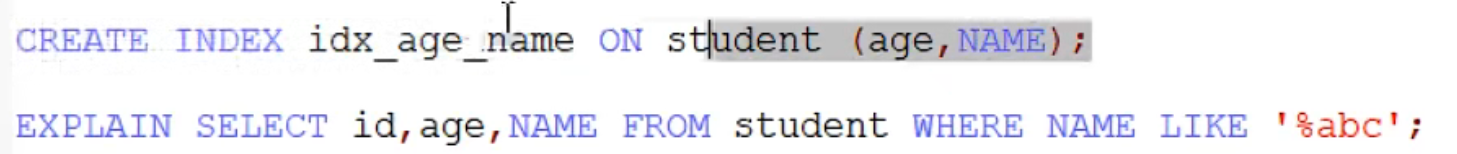 CREATE INDEX idx_age_name ON student (age,NAME);
EXPLAIN SELECT id,age,NAME FROM student WHERE NAME LIKE '%abc';